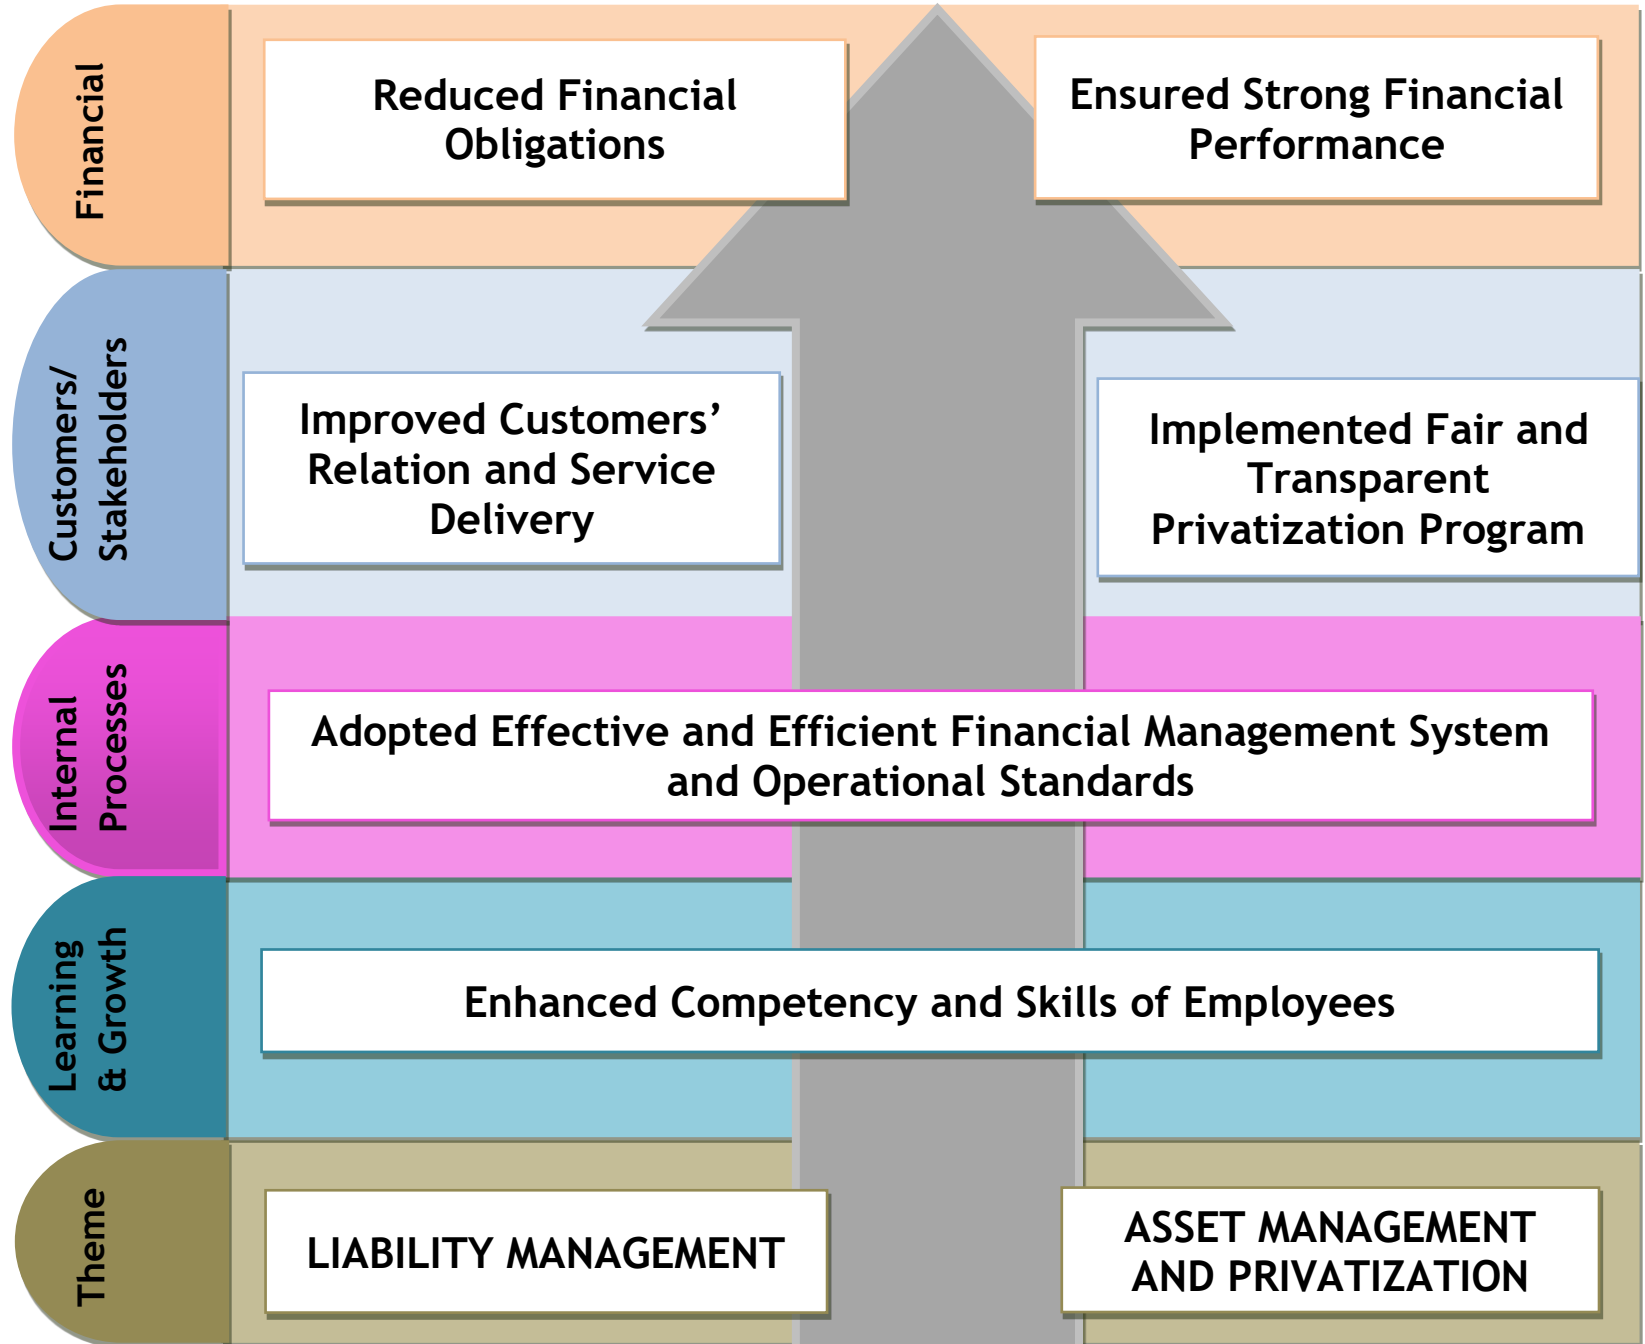 Financial
Reduced Financial
Obligations
Ensured Strong Financial
Performance
Customers/
Stakeholders
Improved Customers’
Relation and Service
Delivery
Implemented Fair and
Transparent
Privatization Program
Internal
Processes
Adopted Effective and Efficient Financial Management System
and Operational Standards
Learning
& Growth
Enhanced Competency and Skills of Employees
Theme
LIABILITY MANAGEMENT
ASSET MANAGEMENT
AND PRIVATIZATION